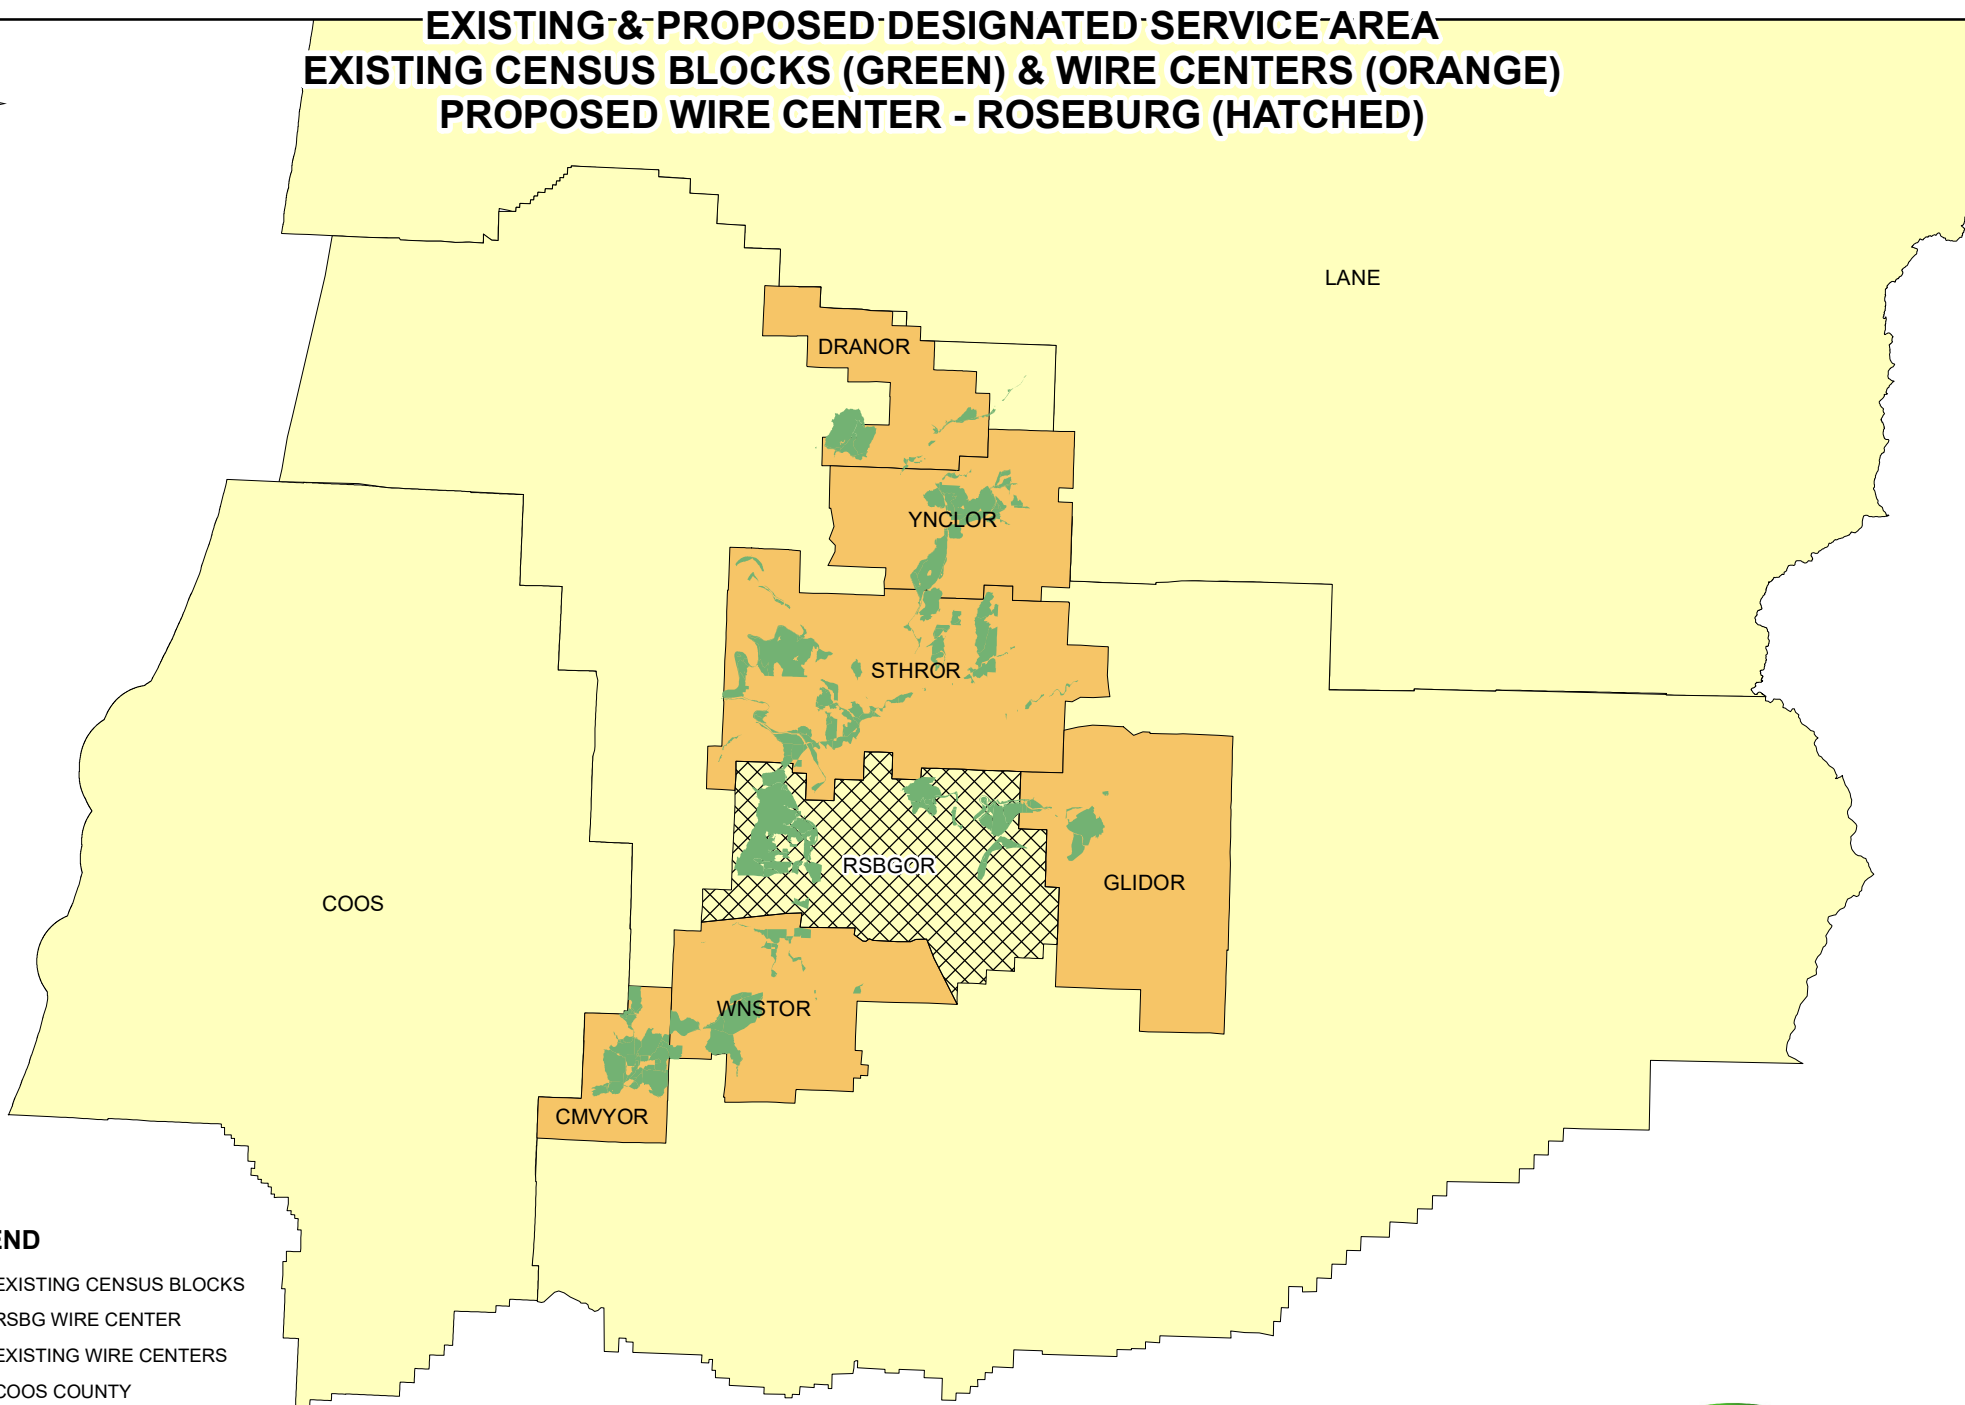 EXISTING & PROPOSED DESIGNATED SERVICE AREA
EXISTING CENSUS BLOCKS (GREEN) & WIRE CENTERS (ORANGE)
PROPOSED WIRE CENTER - ROSEBURG (HATCHED)
LANE
DRANOR
YNCLOR
STHROR
RSBGOR
GLIDOR
COOS
WNSTOR
CMVYOR
END
EXISTING CENSUS BLOCKS
RSBG WIRE CENTER
EXISTING WIRE CENTERS
COOS COUNTY